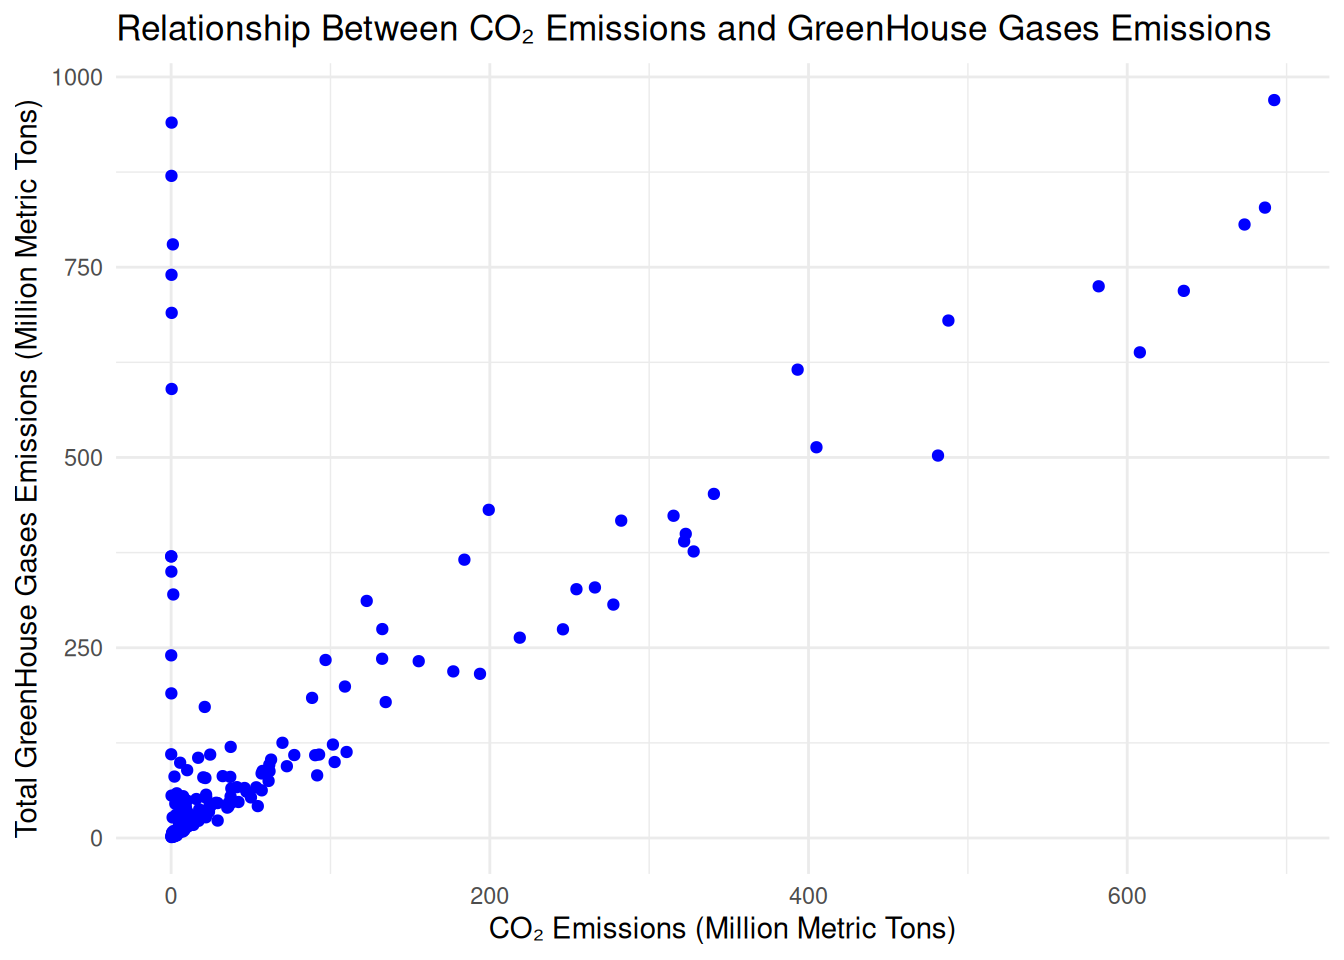 Relationship Between CO₂ Emissions and GreenHouse Gases Emissions
Total GreenHouse Gases Emissions (Million Metric Tons)
1000
750
500
250
0
0 200 400 600
CO₂ Emissions (Million Metric Tons)